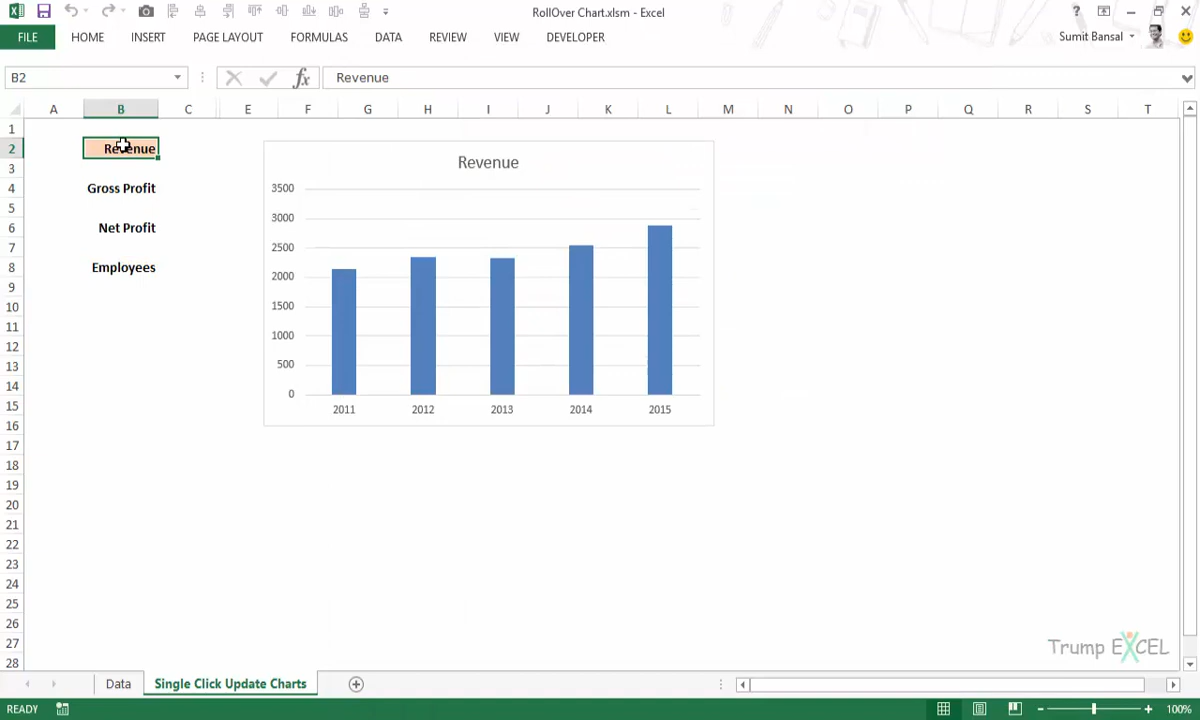 RollOver Chart.xlsm - Excel
?
FILE HOME INSERT PAGE LAYOUT FORMULAS DATA REVIEW VIEW DEVELOPER Sumit Bansal
B2 fx Revenue
A B C E F G H I J K L M N O P Q R S T
1
2 Revenue
3
4 Gross Profit
5
6 Net Profit
7
8 Employees
9
10
11
12
13
14
15
16
17
18
19
20
21
22
23
24
25
26
27
28
Revenue
3500
3000
2500
2000
1500
1000
500
0
2011 2012 2013 2014 2015
Trump EXCEL
Data Single Click Update Charts
READY 100%